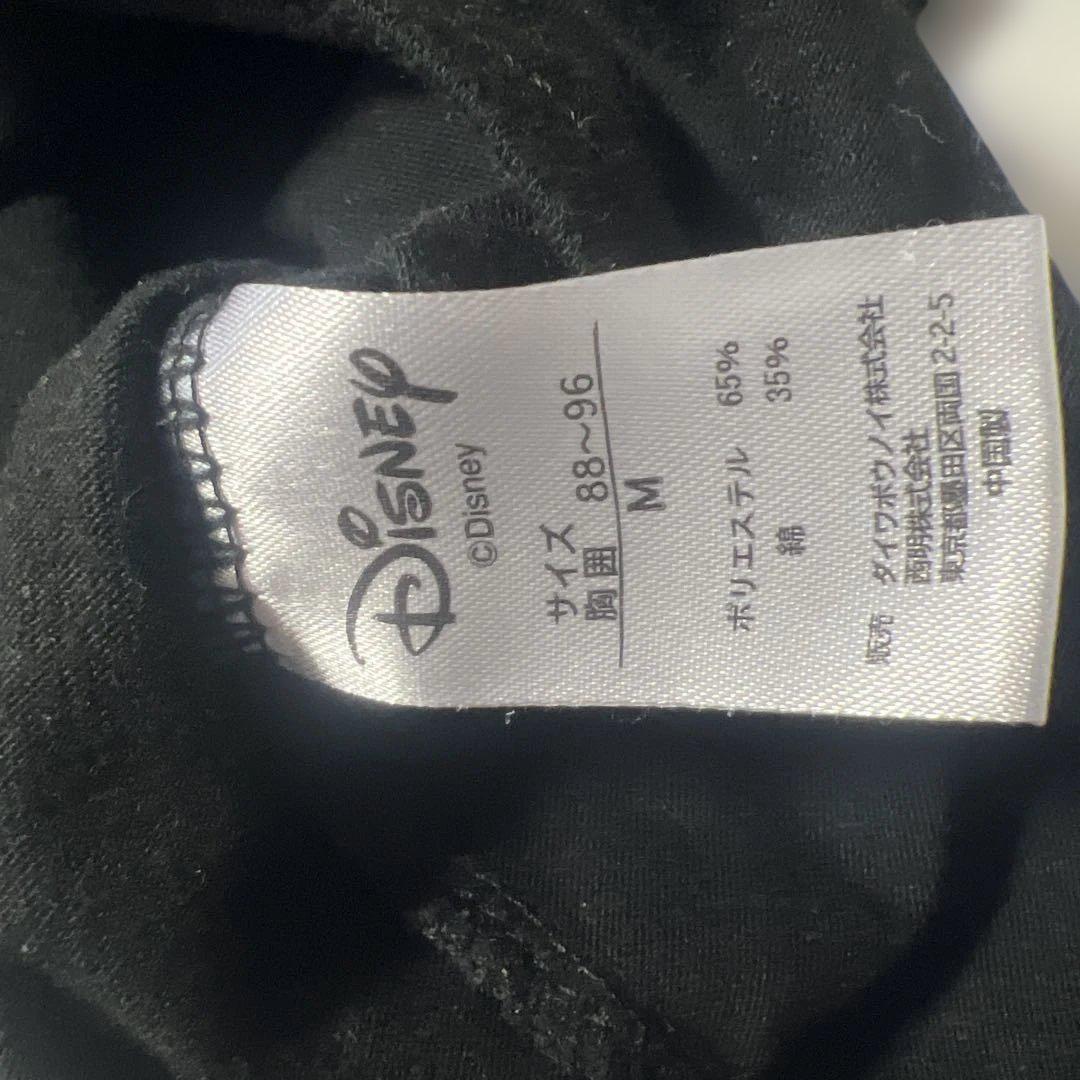 Disney
©Disney
サイズ
胸囲 88～96
M
ポリエステル 65%
綿 35%
販売 ダイワボウノイ株式会社
西明株式会社
東京都墨田区両国2-2-5
中国製